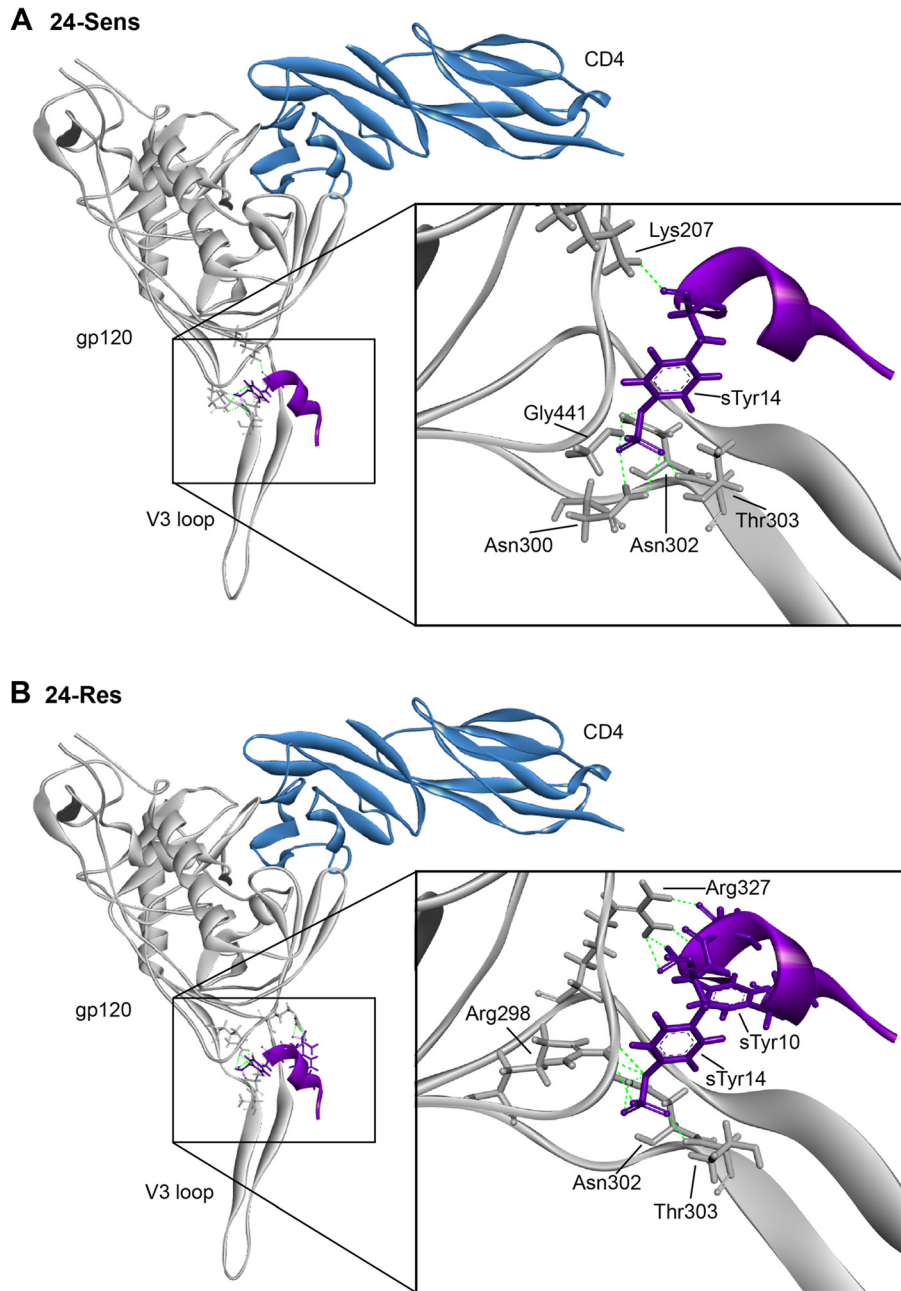 A 24-Sens
CD4
Lys207
gp120
sTyr14
Gly441
V3 loop
Asn300
Asn302
Thr303
B 24-Res
CD4
Arg327
gp120
Arg298
sTyr10
sTyr14
Asn302
V3 loop
Thr303